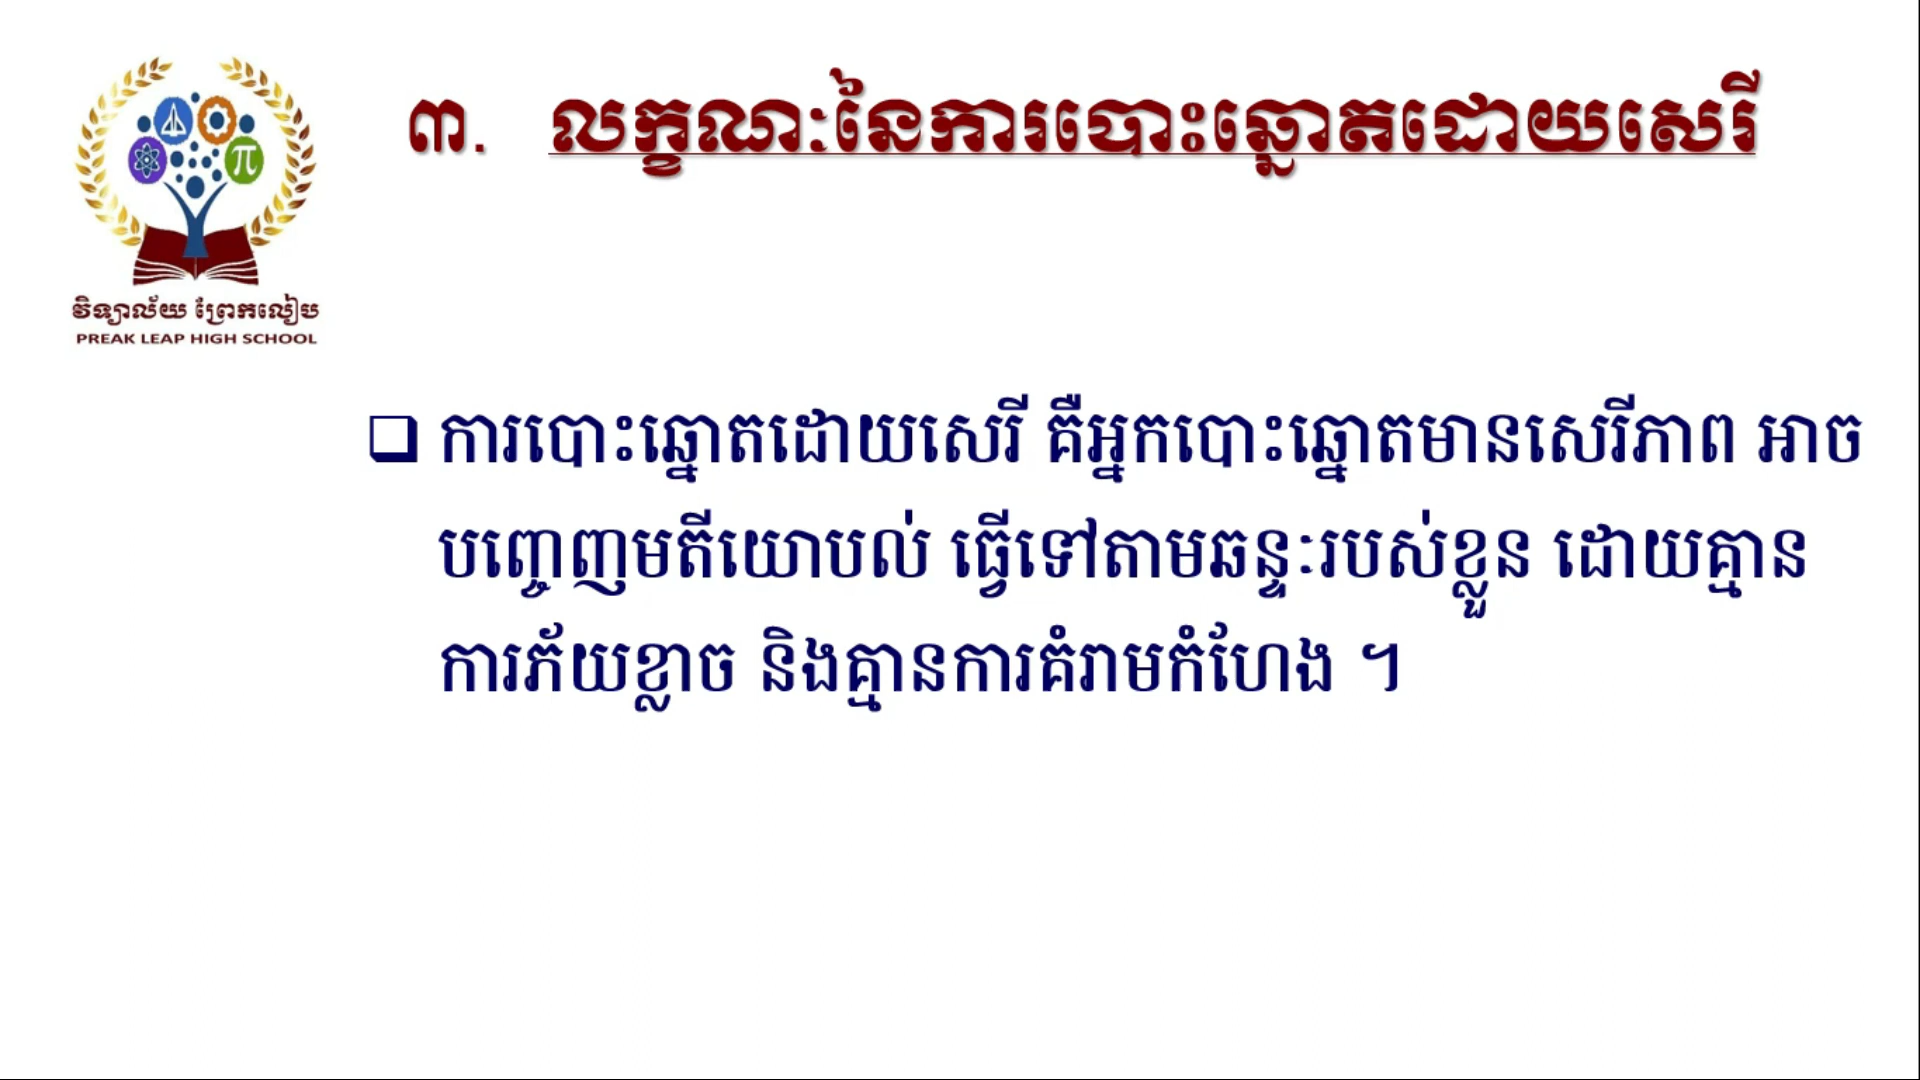 ៣. លក្ខណៈនៃការបោះឆ្នោតដោយសេរី
វិទ្យាល័យ ព្រែកលៀប
PREAK LEAP HIGH SCHOOL
ការបោះឆ្នោតដោយសេរី គឺអ្នកបោះឆ្នោតមានសេរីភាព អាច
បញ្ចេញមតីយោបល់ ធ្វើទៅតាមឆន្ទៈរបស់ខ្លួន ដោយគ្មាន
ការភ័យខ្លាច និងគ្មានការគំរាមកំហែង ។